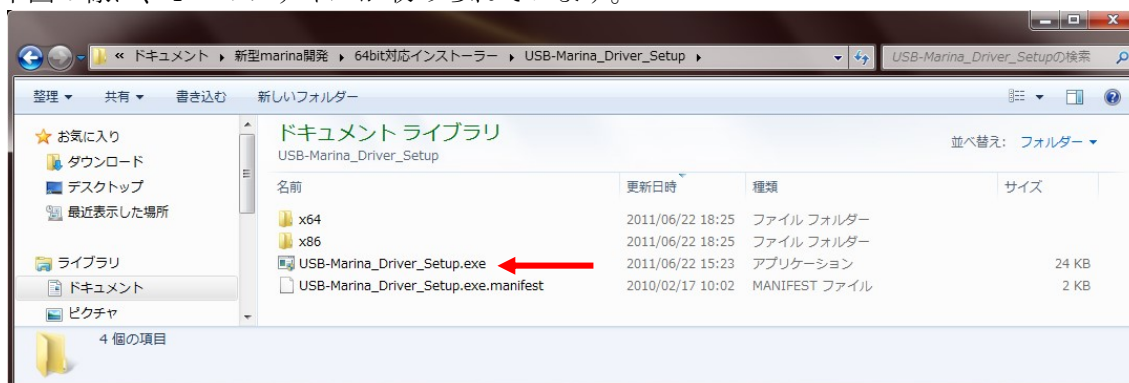 « ドキュメント ▸ 新型marina開発 ▸ 64bit対応インストーラー ▸ USB-Marina_Driver_Setup ▸
USB-Marina_Driver_Setupの検索
整理 ▼ 共有 ▼ 書き込む 新しいフォルダー
お気に入り
ダウンロード
デスクトップ
最近表示した場所
ライブラリ
ドキュメント
ピクチャ
ドキュメント ライブラリ
USB-Marina_Driver_Setup
並べ替え: フォルダー ▼
名前 更新日時 種類 サイズ
x64 2011/06/22 18:25 ファイル フォルダー
x86 2011/06/22 18:25 ファイル フォルダー
USB-Marina_Driver_Setup.exe 2011/06/22 15:23 アプリケーション 24 KB
USB-Marina_Driver_Setup.exe.manifest 2010/02/17 10:02 MANIFEST ファイル 2 KB
4 個の項目